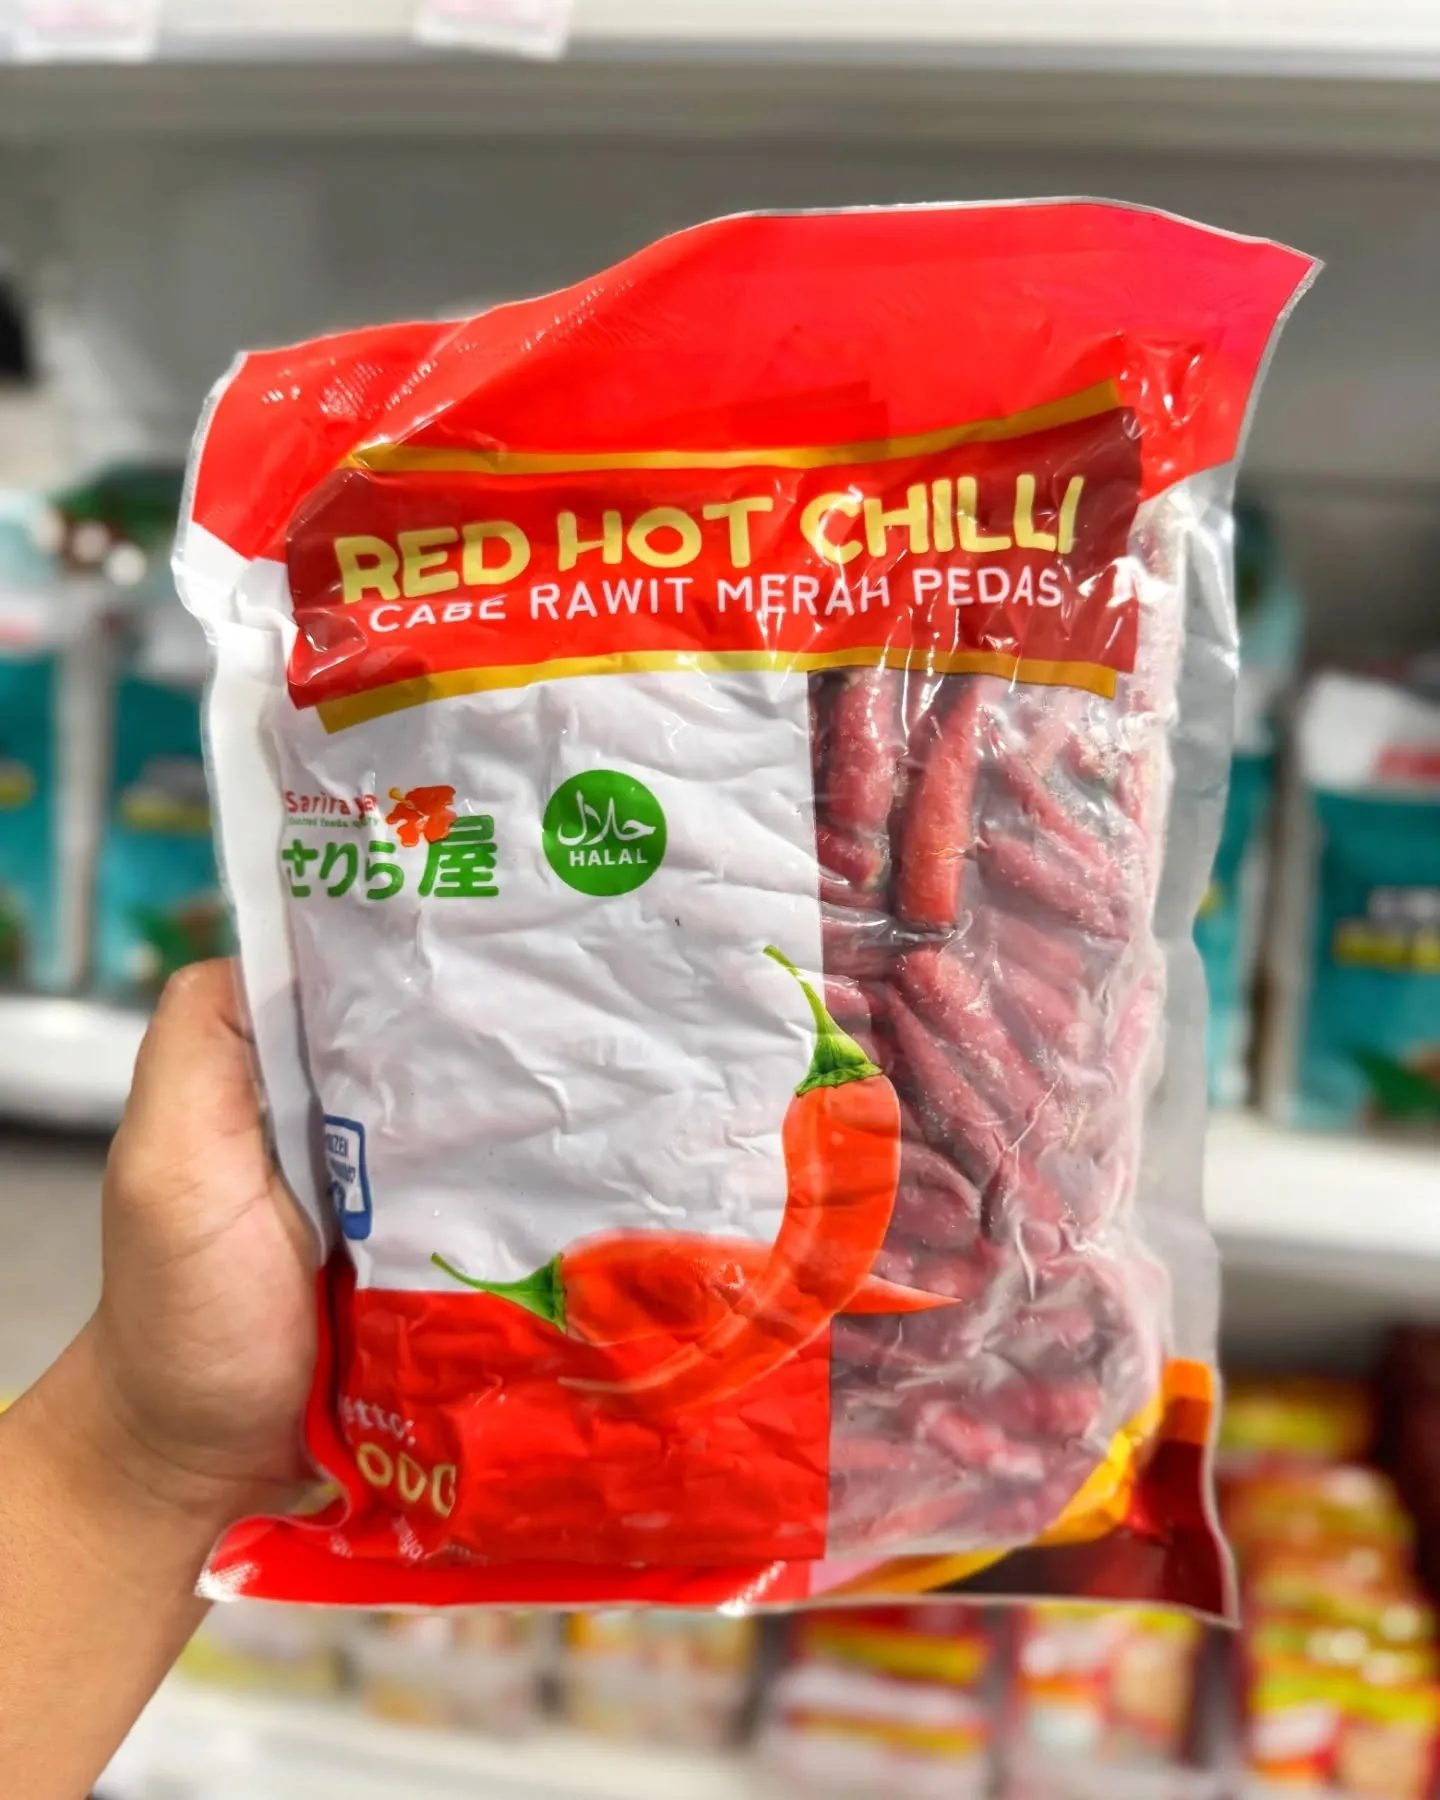 RED HOT CHILLI
CABE RAWIT MERAH PEDAS
Sariraya
さりら屋
حلال
HALAL